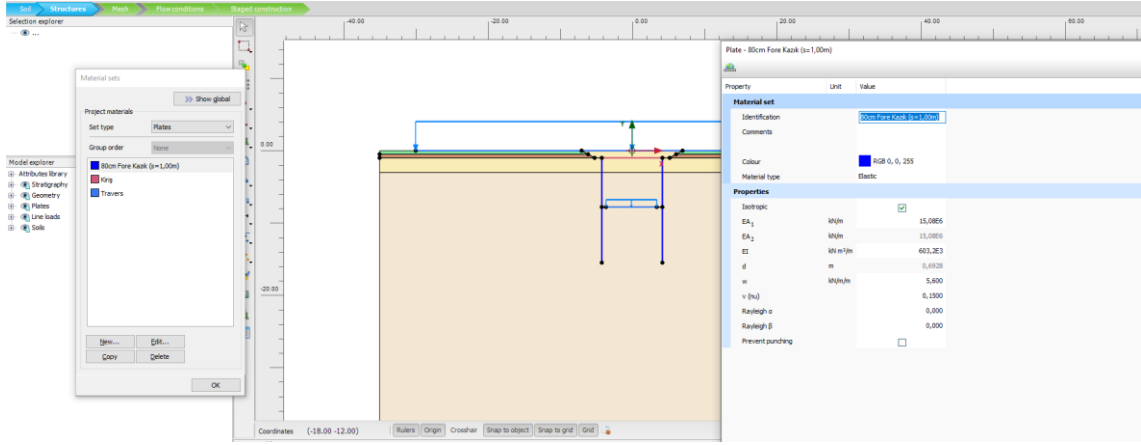 Soil Structures Mesh Flow conditions Staged construction
Selection explorer
...
Material sets
Show global
Project materials
Set type Plates
Group order None
80cm Fore Kazık (s=1,00m)
Kiriş
Travers
New... Edit...
Copy Delete
OK
Model explorer
Attributes library
Stratigraphy
Geometry
Plates
Line loads
Soils
-40.00 -20.00 0.00 20.00 40.00 60.00
0.00
-20.00
Y
x
Coordinates (-18.00 -12.00) Rulers Origin Crosshair Snap to object Snap to grid Grid
Plate - 80cm Fore Kazık (s=1,00m)
Property Unit Value
Material set
Identification 80cm Fore Kazık (s=1,00m)
Comments
Colour RGB 0, 0, 255
Material type Elastic
Properties
Isotropic
EA1 kN/m 15,08E6
EA2 kN/m 15,08E6
EI kN m²/m 603,2E3
d m 0,6928
w kN/m/m 5,600
ν (nu) 0,1500
Rayleigh α 0,000
Rayleigh β 0,000
Prevent punching